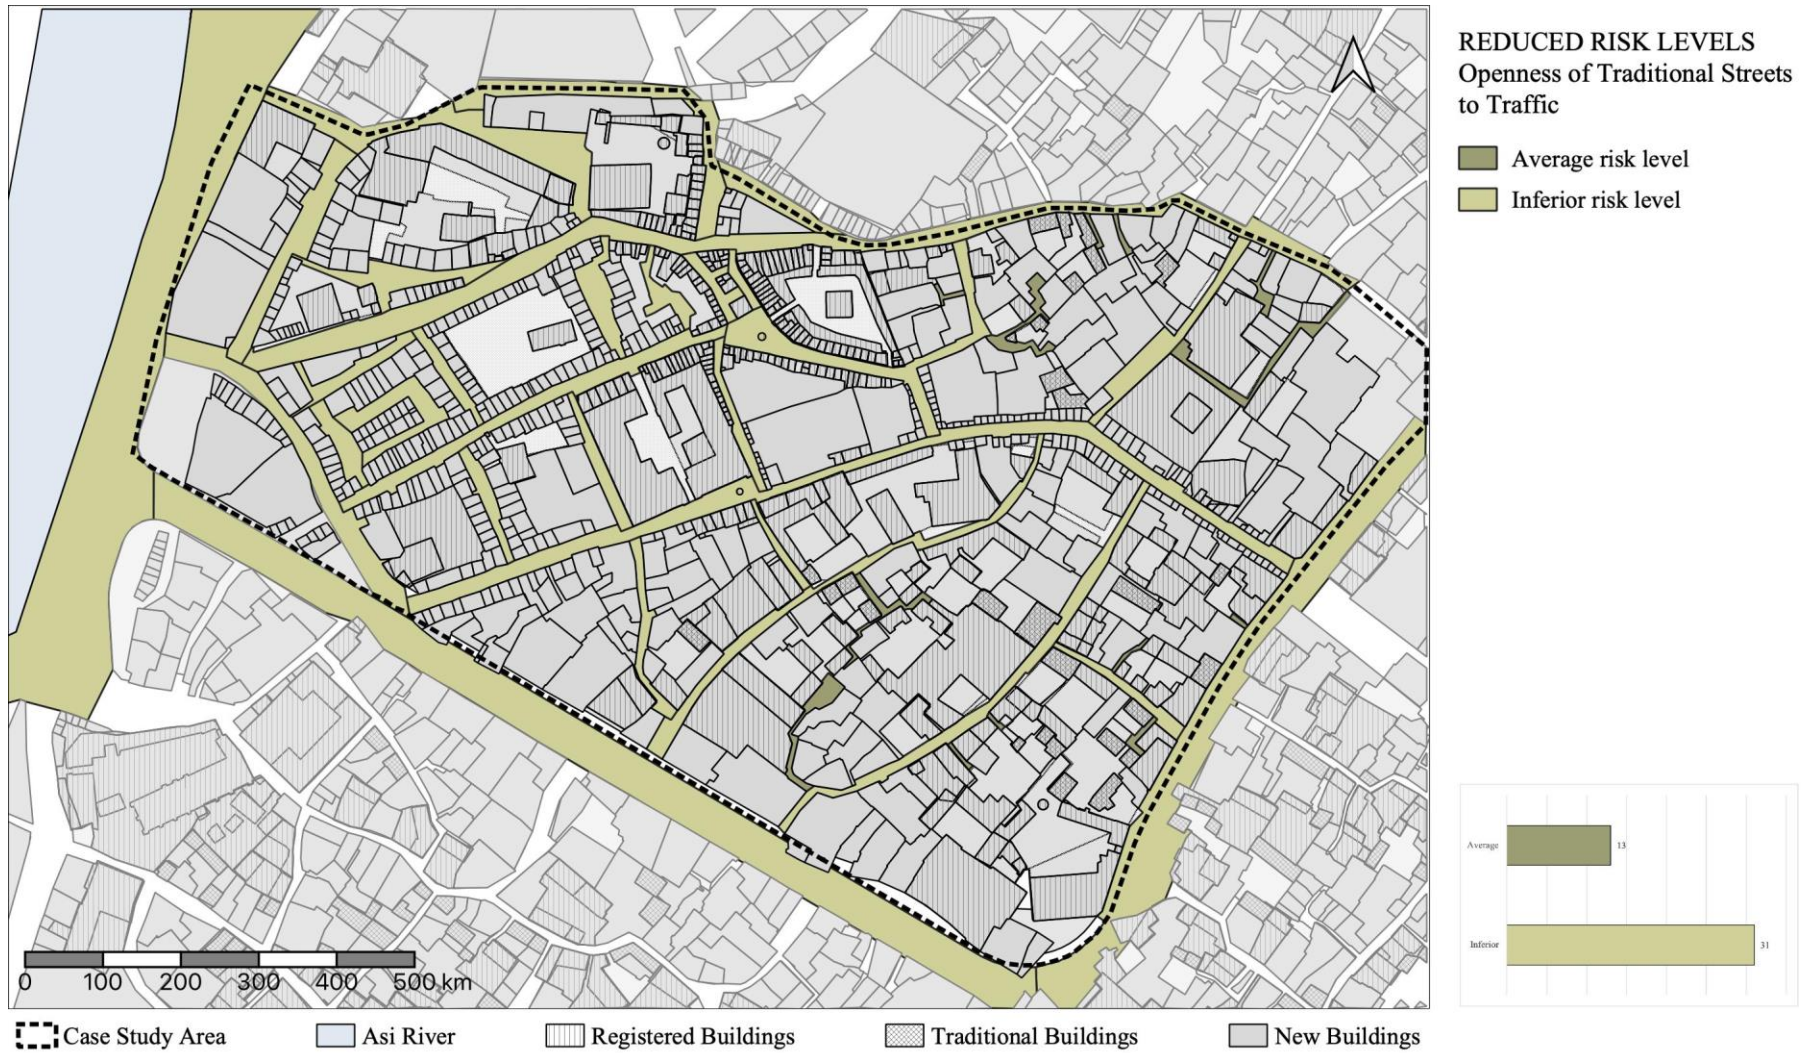 REDUCED RISK LEVELS
Openness of Traditional Streets
to Traffic
Average risk level
Inferior risk level
Average 13
Inferior 31
0 100 200 300 400 500 km
Case Study Area Asi River Registered Buildings Traditional Buildings New Buildings